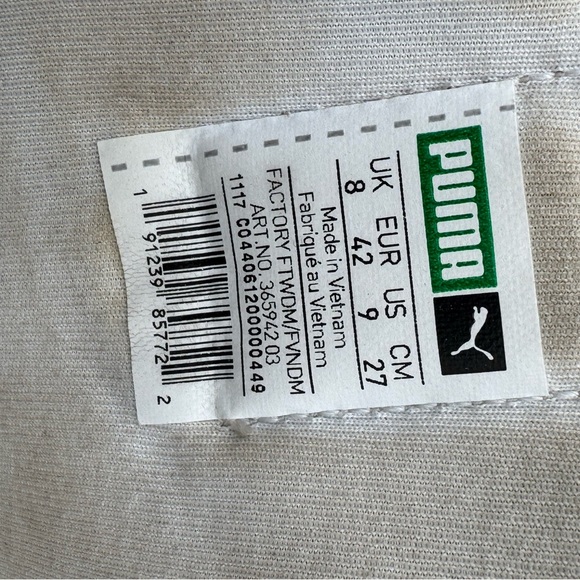 PUMA
UK EUR US CM
8 42 9 27
Made in Vietnam
Fabriqué au Vietnam
FACTORY FTWDM/FVNDM
ART.NO. 365942 03
1117 C044061200000449
1 91239 85772 2